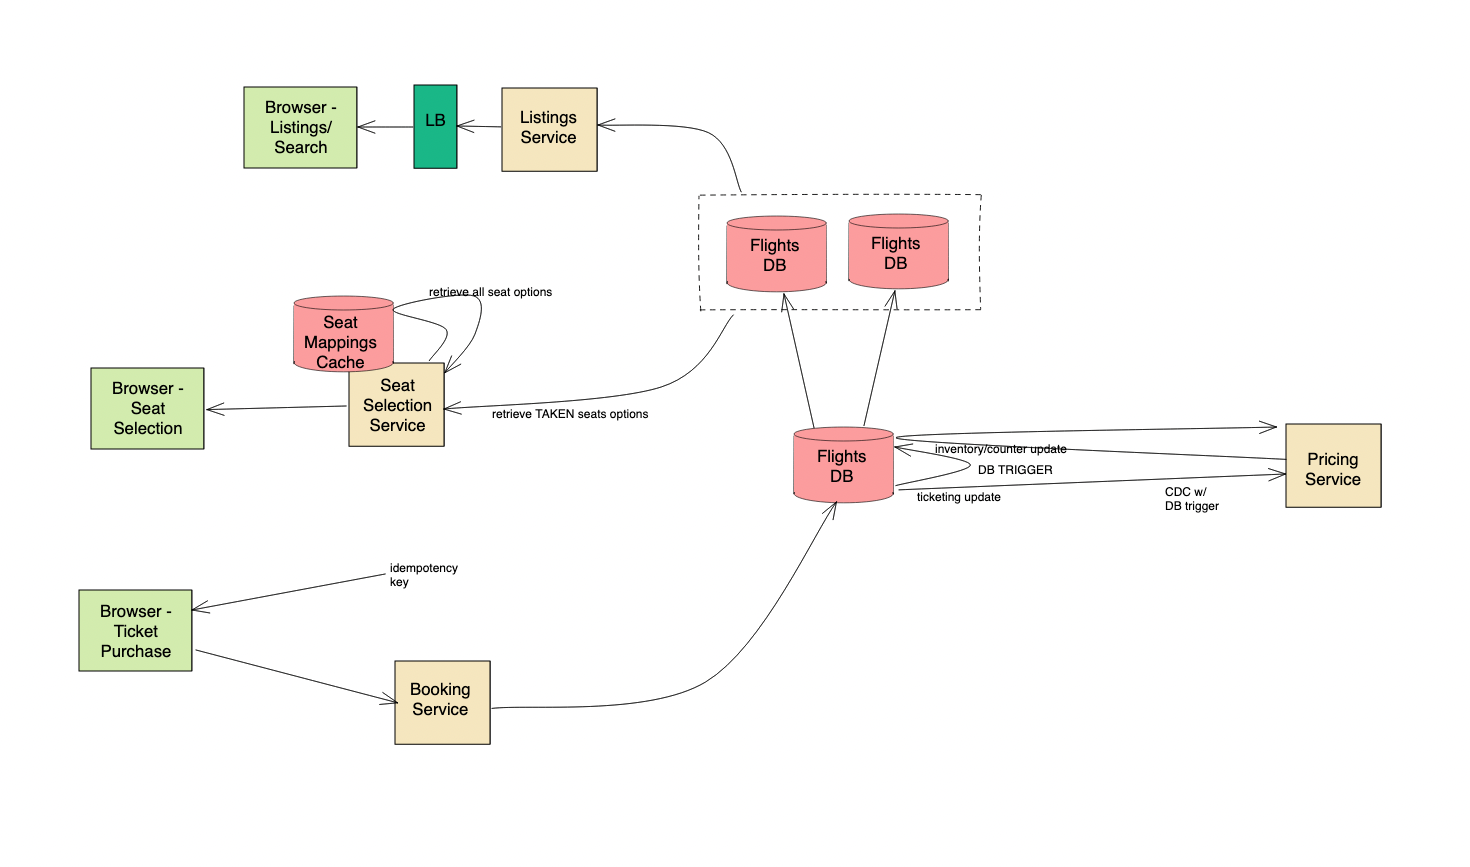 Browser -
Listings/
Search
LB
Listings
Service
Flights
DB
Flights
DB
retrieve all seat options
Seat
Mappings
Cache
Browser -
Seat
Selection
Seat
Selection
Service
retrieve TAKEN seats options
Flights
DB
inventory/counter update
DB TRIGGER
ticketing update
CDC w/
DB trigger
Pricing
Service
idempotency
key
Browser -
Ticket
Purchase
Booking
Service